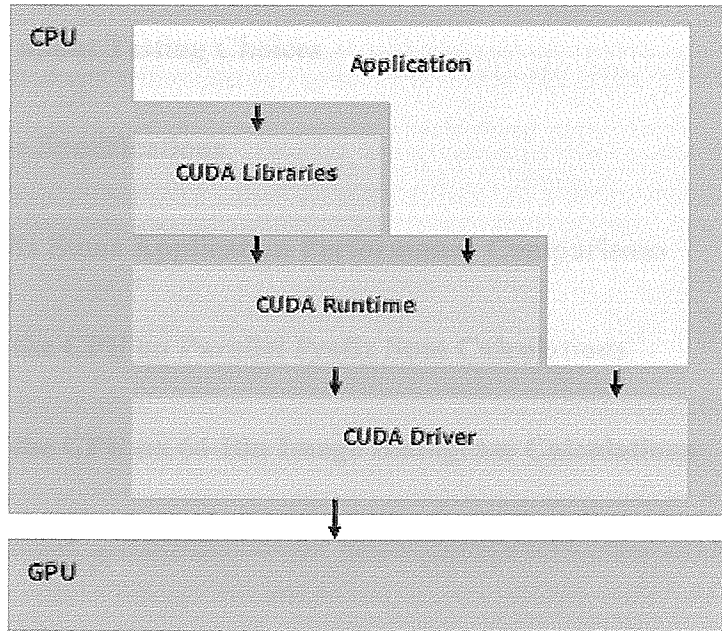 CPU
Application
CUDA Libraries
CUDA Runtime
CUDA Driver
GPU